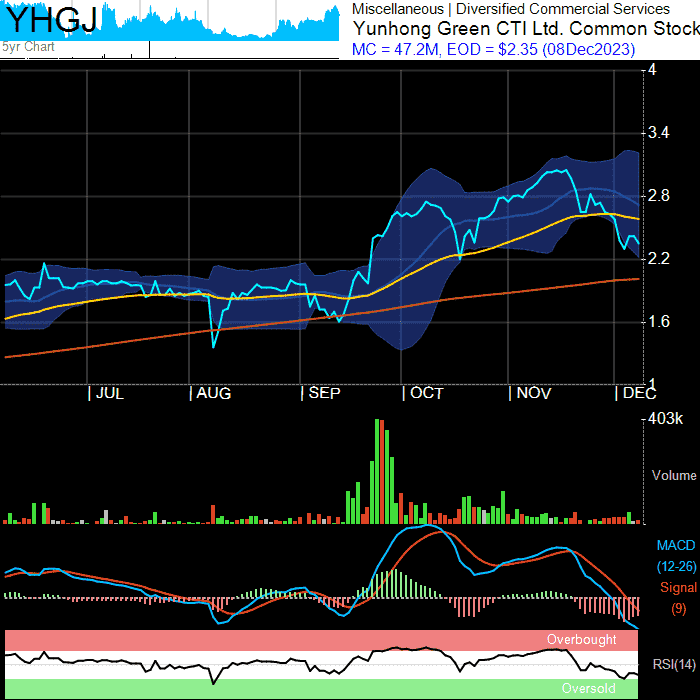 YHGJ
5yr Chart
Miscellaneous | Diversified Commercial Services
Yunhong Green CTI Ltd. Common Stock
MC = 47.2M, EOD = $2.35 (08Dec2023)
4
3.4
2.8
2.2
1.6
1
JUL
AUG
SEP
OCT
NOV
DEC
403k
Volume
MACD
(12-26)
Signal
(9)
Overbought
RSI(14)
Oversold